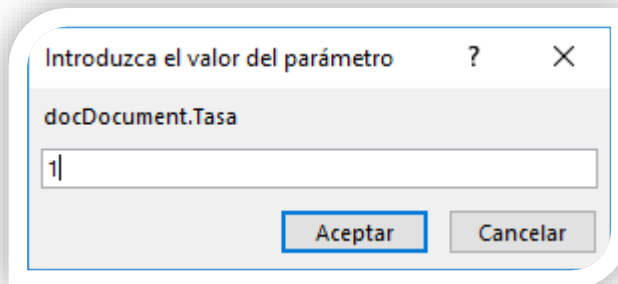 Introduzca el valor del parámetro ?
docDocument.Tasa
1
Aceptar Cancelar